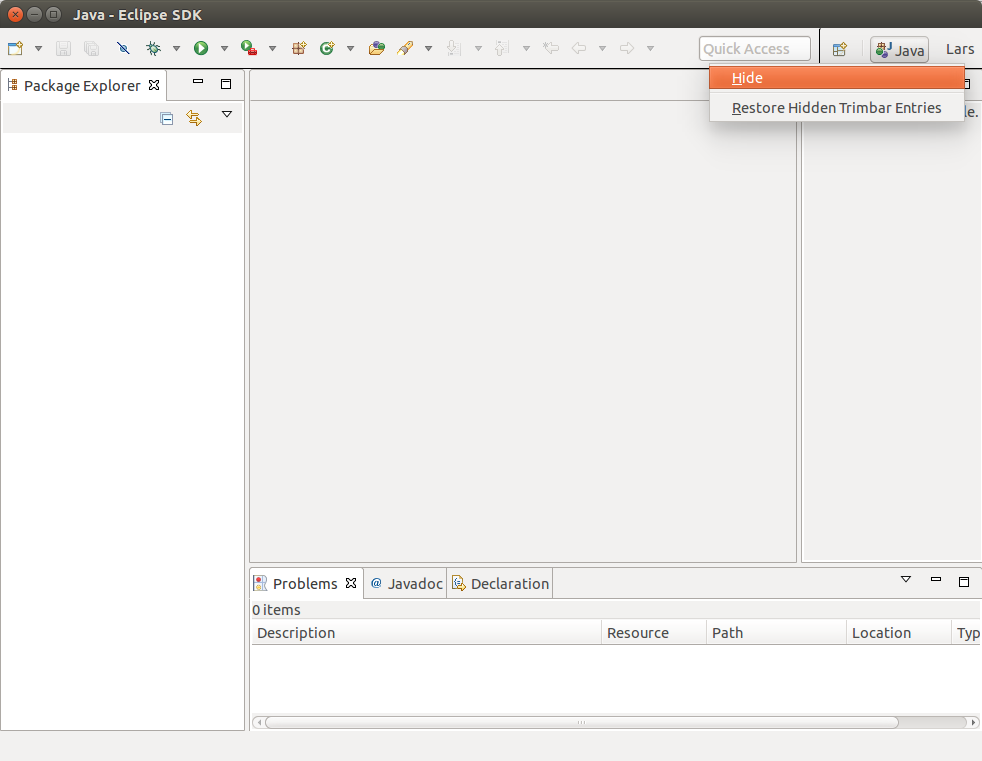 Java - Eclipse SDK
Quick Access
Java
Lars
Package Explorer
Hide
Restore Hidden Trimbar Entries
le.
Problems
@ Javadoc
Declaration
0 items
Description
Resource
Path
Location
Typ